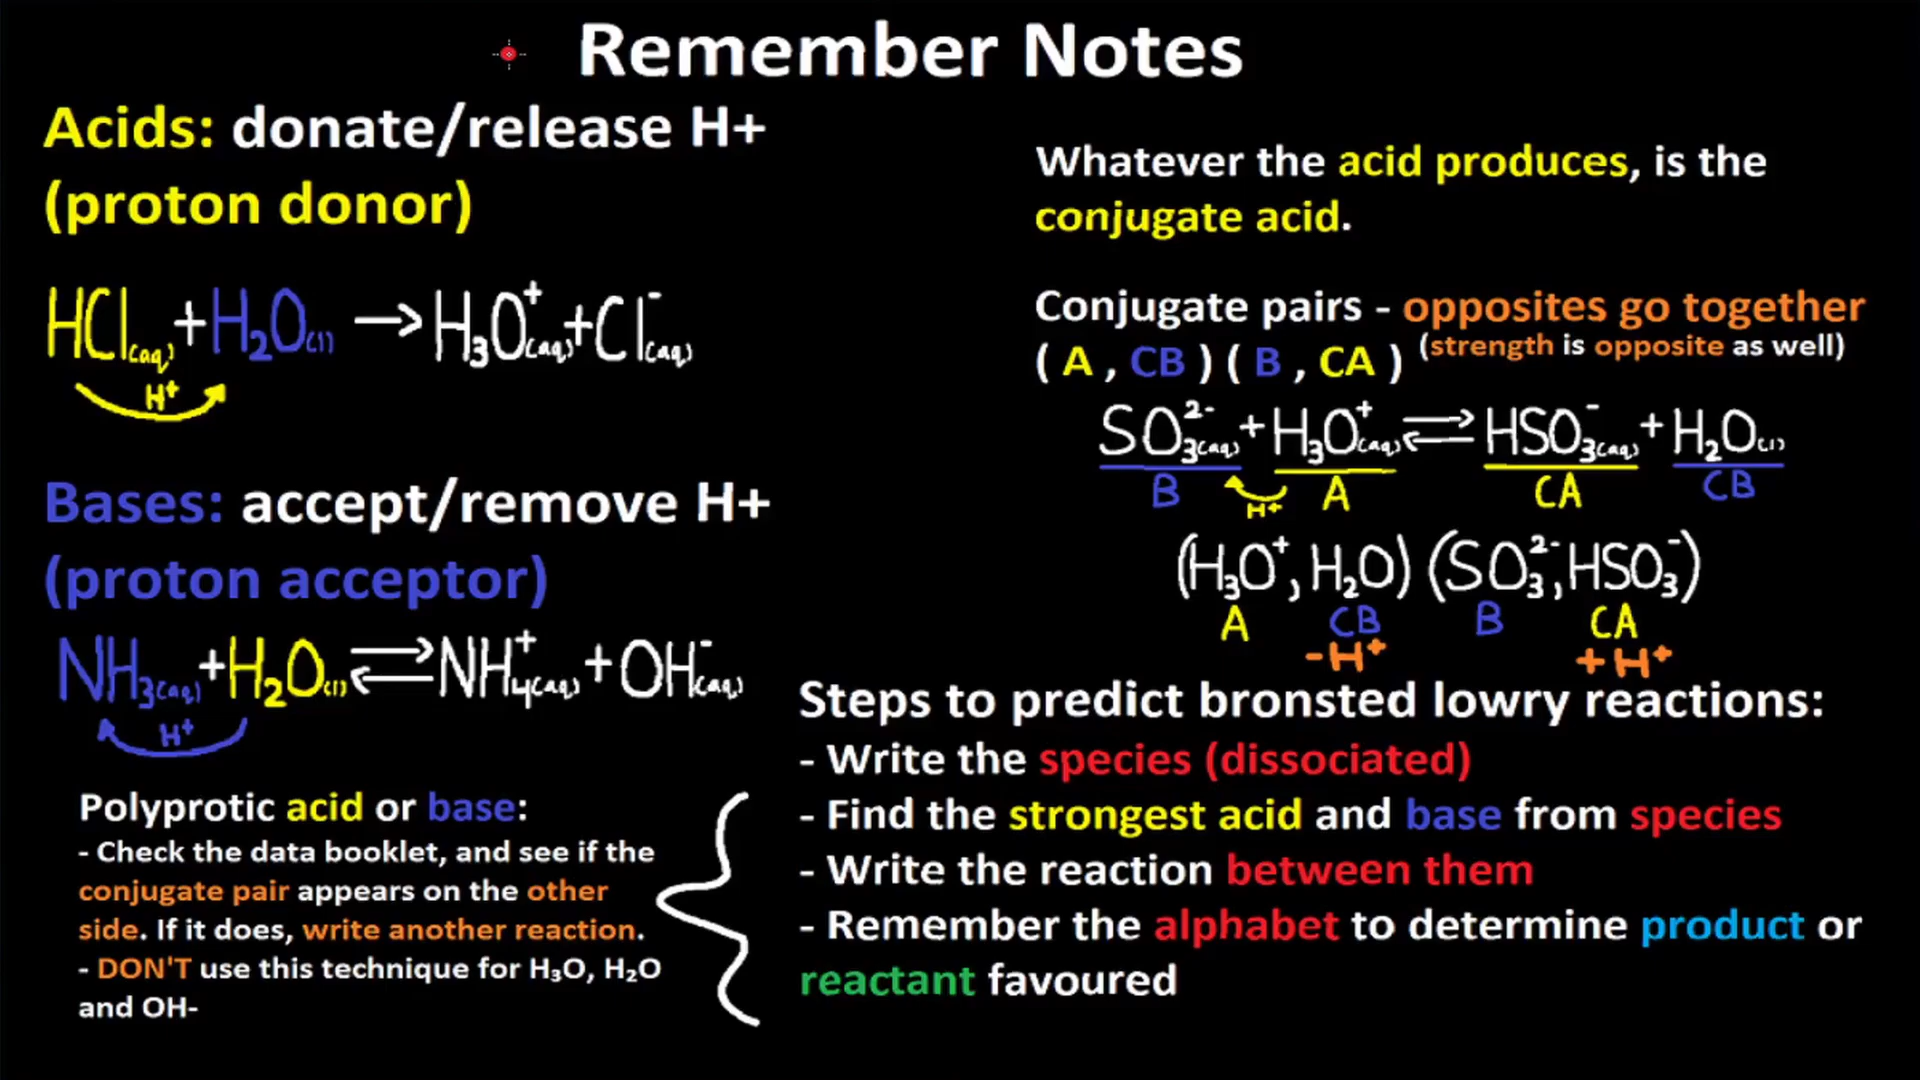 Remember Notes
Acids: donate/release H+
(proton donor)
HCl(aq) + H₂O(l) → H₃O⁺(aq) + Cl⁻(aq)
H⁺
Bases: accept/remove H+
(proton acceptor)
NH₃(aq) + H₂O(l) ⇌ NH₄⁺(aq) + OH⁻(aq)
H⁺
Polyprotic acid or base:
- Check the data booklet, and see if the
conjugate pair appears on the other
side. If it does, write another reaction.
- DON'T use this technique for H₃O, H₂O
and OH-
Whatever the acid produces, is the
conjugate acid.
Conjugate pairs - opposites go together
(strength is opposite as well)
( A , CB ) ( B , CA )
SO₃²⁻(aq) + H₃O⁺(aq) ⇌ HSO₃⁻(aq) + H₂O(l)
B H⁺ A CA CB
(H₃O⁺, H₂O) (SO₃²⁻, HSO₃⁻)
A CB B CA
-H⁺ +H⁺
Steps to predict bronsted lowry reactions:
- Write the species (dissociated)
- Find the strongest acid and base from species
- Write the reaction between them
- Remember the alphabet to determine product or
reactant favoured